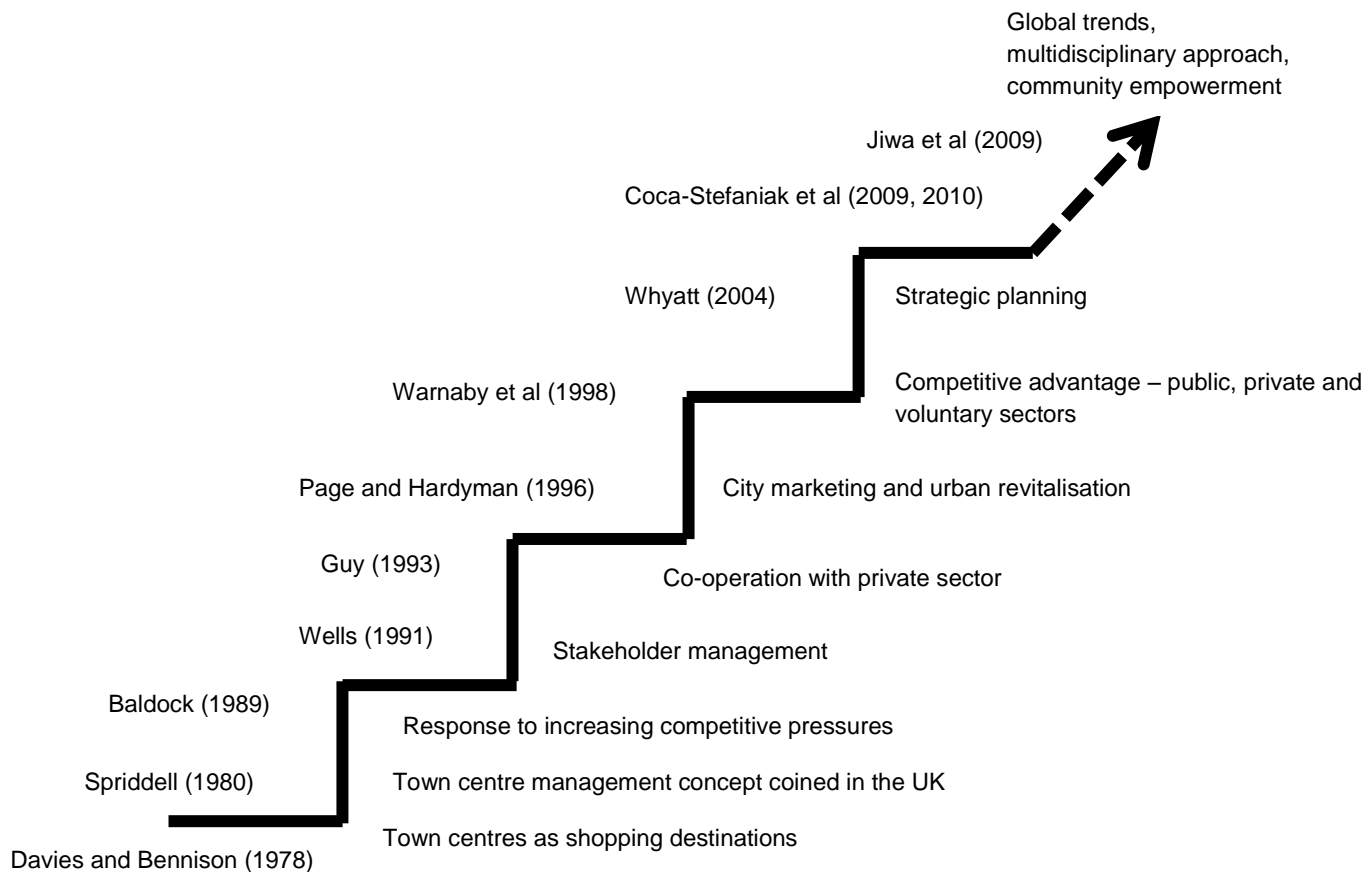 Global trends,
multidisciplinary approach,
community empowerment
Jiwa et al (2009)
Coca-Stefaniak et al (2009, 2010)
Whyatt (2004)
Strategic planning
Warnaby et al (1998)
Competitive advantage – public, private and
voluntary sectors
Page and Hardyman (1996)
City marketing and urban revitalisation
Guy (1993)
Co-operation with private sector
Wells (1991)
Stakeholder management
Baldock (1989)
Response to increasing competitive pressures
Spriddell (1980)
Town centre management concept coined in the UK
Town centres as shopping destinations
Davies and Bennison (1978)